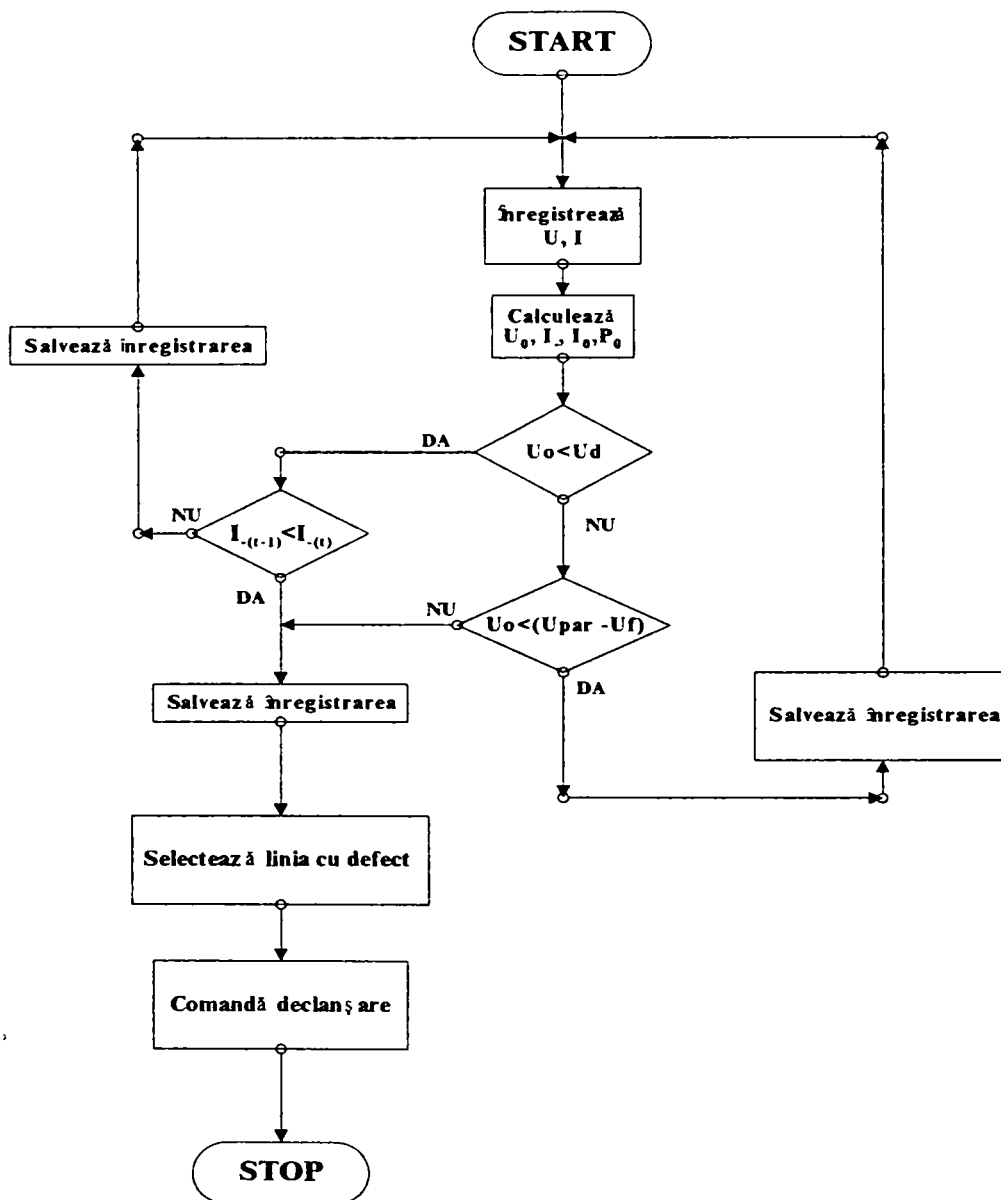 START
Înregistrează
U, I
Calculează
U₀, I₋, I₀, P₀
Salvează înregistrarea
DA
Uo<Ud
NU
NU
I₋₍ₜ₋₁₎<I₋₍ₜ₎
DA
NU
Uo<(Upar -Uf)
DA
Salvează înregistrarea
Salvează înregistrarea
Selectează linia cu defect
Comandă declanșare
STOP